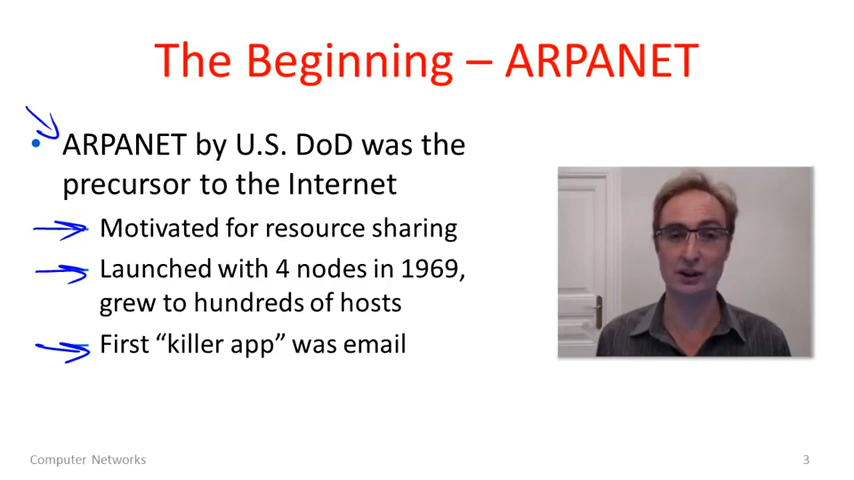 The Beginning – ARPANET
• ARPANET by U.S. DoD was the
precursor to the Internet
– Motivated for resource sharing
– Launched with 4 nodes in 1969,
grew to hundreds of hosts
– First “killer app” was email
Computer Networks
3